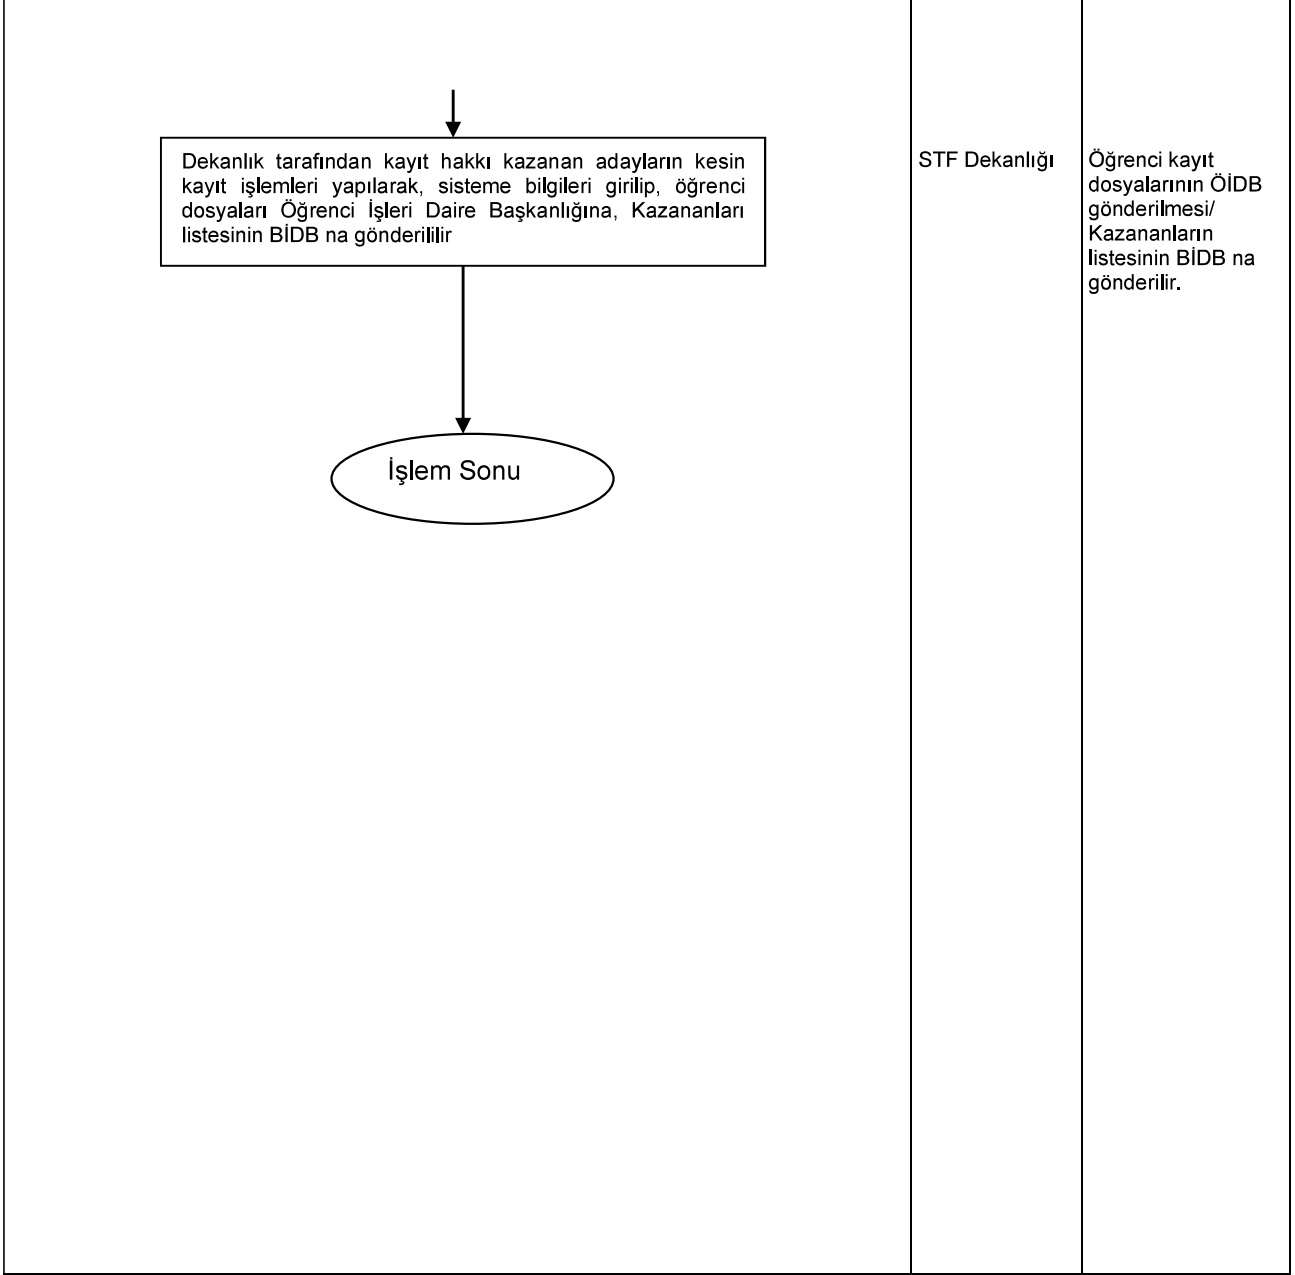 Dekanlık tarafından kayıt hakkı kazanan adayların kesin
kayıt işlemleri yapılarak, sisteme bilgileri girilip, öğrenci
dosyaları Öğrenci İşleri Daire Başkanlığına, Kazananları
listesinin BİDB na gönderililir
İşlem Sonu
STF Dekanlığı
Öğrenci kayıt
dosyalarının ÖİDB
gönderilmesi/
Kazananların
listesinin BİDB na
gönderilir.